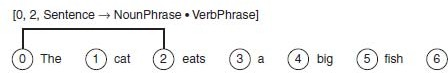 [0, 2, Sentence → NounPhrase • VerbPhrase]
0 The 1 cat 2 eats 3 a 4 big 5 fish 6